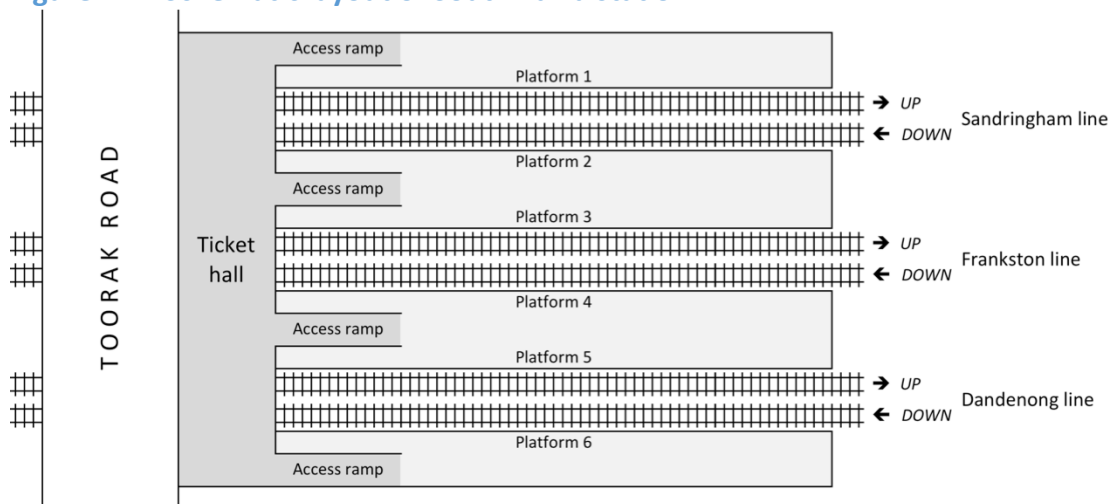 TOORAK ROAD
Ticket
hall
Access ramp
Platform 1
UP
DOWN
Sandringham line
Platform 2
Access ramp
Platform 3
UP
DOWN
Frankston line
Platform 4
Access ramp
Platform 5
UP
DOWN
Dandenong line
Platform 6
Access ramp